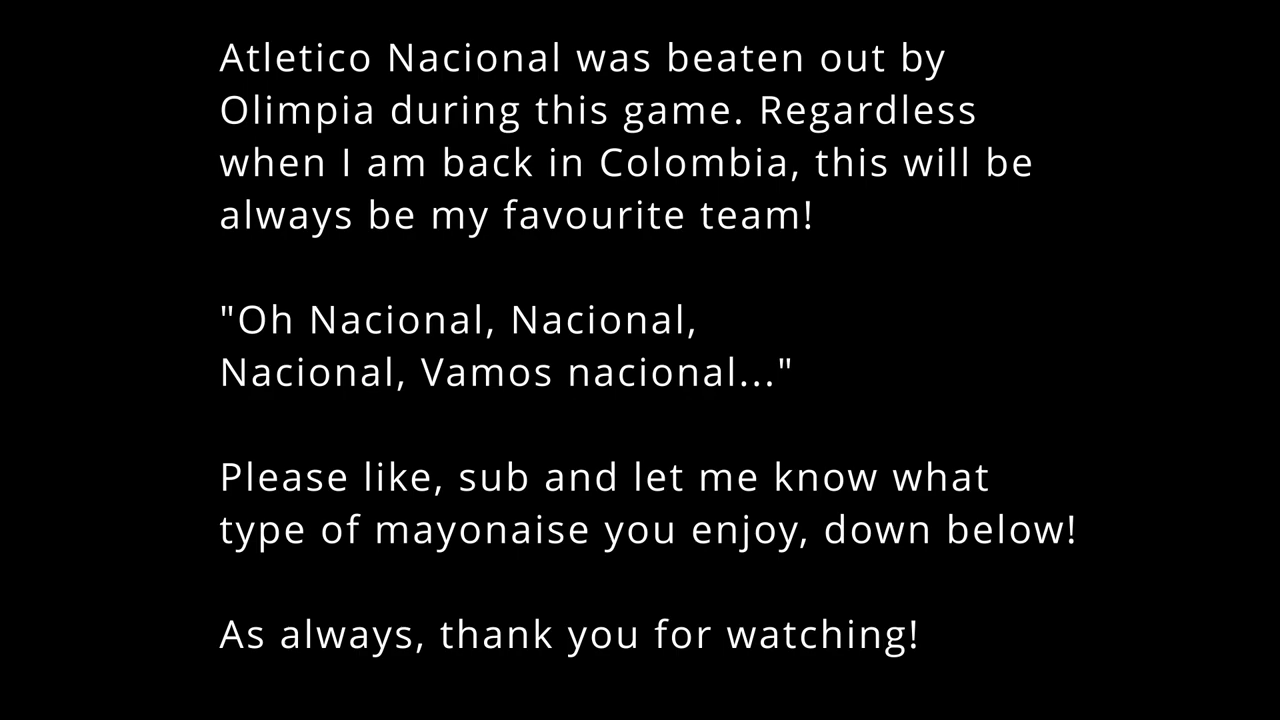 Atletico Nacional was beaten out by
Olimpia during this game. Regardless
when I am back in Colombia, this will be
always be my favourite team!
"Oh Nacional, Nacional,
Nacional, Vamos nacional..."
Please like, sub and let me know what
type of mayonaise you enjoy, down below!
As always, thank you for watching!